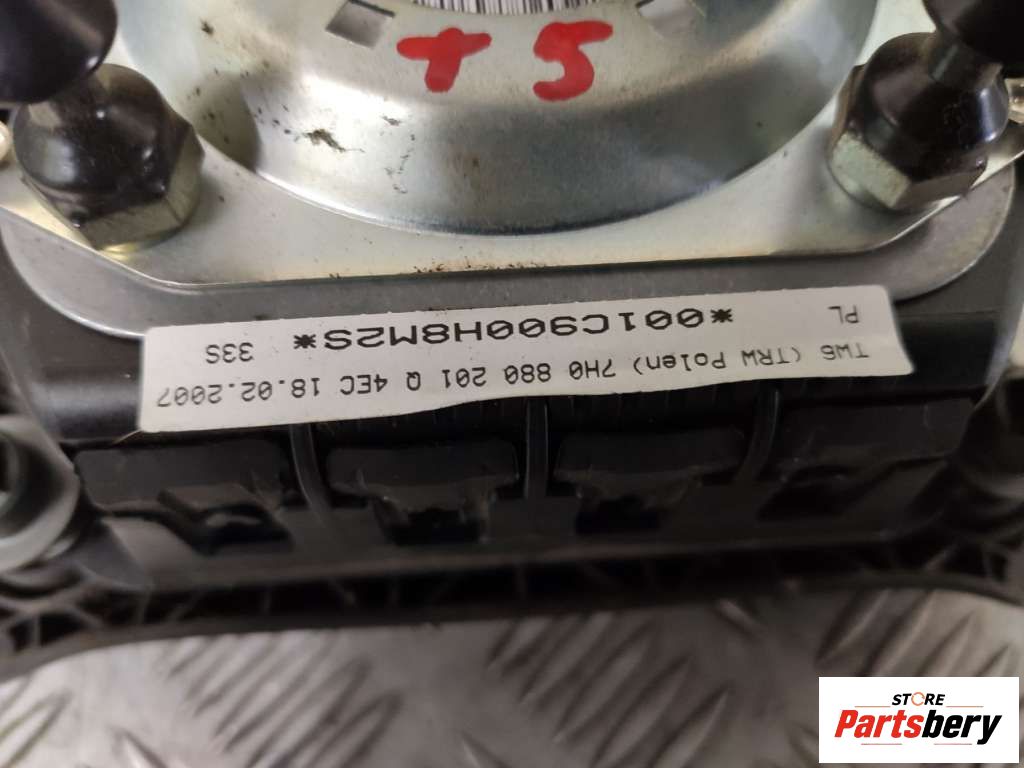 T5
TW6 (TRW Polen) 7H0 880 201 Q 4EC 18.02.2007
PL *001C900H8M2S* 33S
STORE
Partsbery